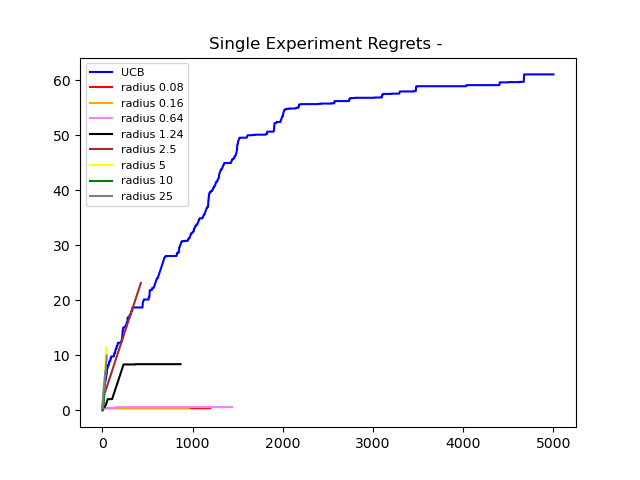 Single Experiment Regrets -
UCB
radius 0.08
radius 0.16
radius 0.64
radius 1.24
radius 2.5
radius 5
radius 10
radius 25
60
50
40
30
20
10
0
0 1000 2000 3000 4000 5000